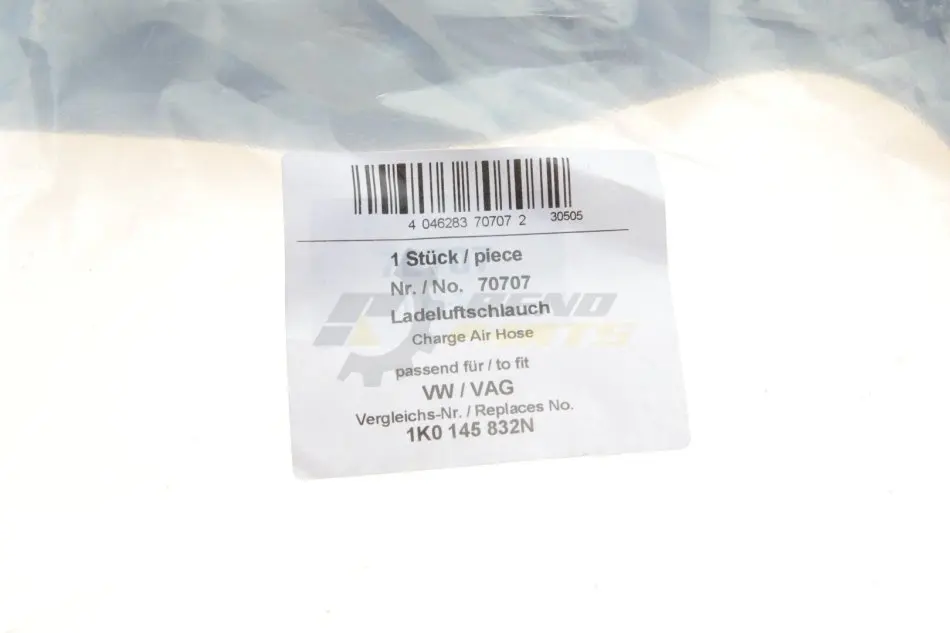 4 046283 70707 2 30505
1 Stück / piece
Nr. / No. 70707
Ladeluftschlauch
Charge Air Hose
passend für / to fit
VW / VAG
Vergleichs-Nr. / Replaces No.
1K0 145 832N